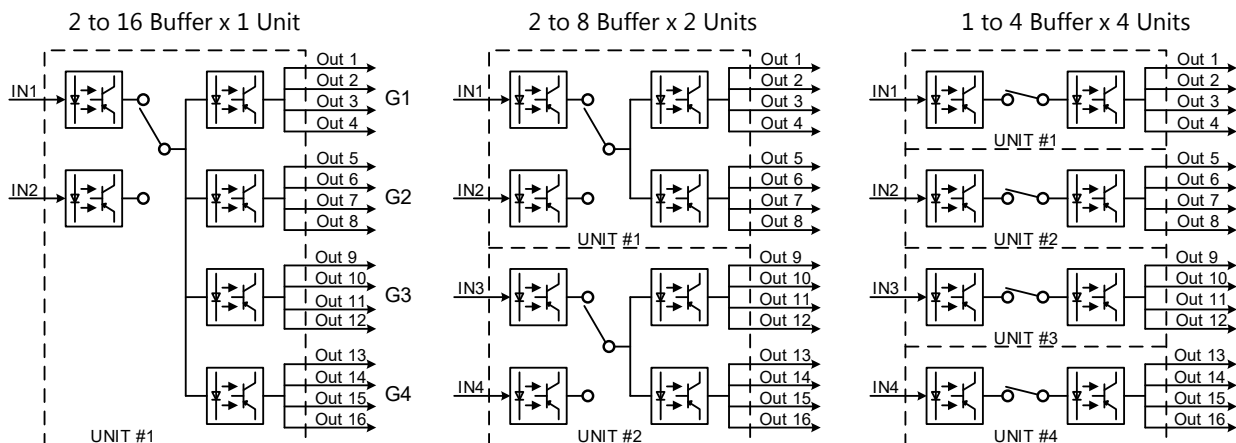 2 to 16 Buffer x 1 Unit
IN1
IN2
Out 1
Out 2
Out 3
Out 4
G1
Out 5
Out 6
Out 7
Out 8
G2
Out 9
Out 10
Out 11
Out 12
G3
Out 13
Out 14
Out 15
Out 16
G4
UNIT #1
2 to 8 Buffer x 2 Units
IN1
IN2
Out 1
Out 2
Out 3
Out 4
Out 5
Out 6
Out 7
Out 8
UNIT #1
IN3
IN4
Out 9
Out 10
Out 11
Out 12
Out 13
Out 14
Out 15
Out 16
UNIT #2
1 to 4 Buffer x 4 Units
IN1
Out 1
Out 2
Out 3
Out 4
UNIT #1
IN2
Out 5
Out 6
Out 7
Out 8
UNIT #2
IN3
Out 9
Out 10
Out 11
Out 12
UNIT #3
IN4
Out 13
Out 14
Out 15
Out 16
UNIT #4